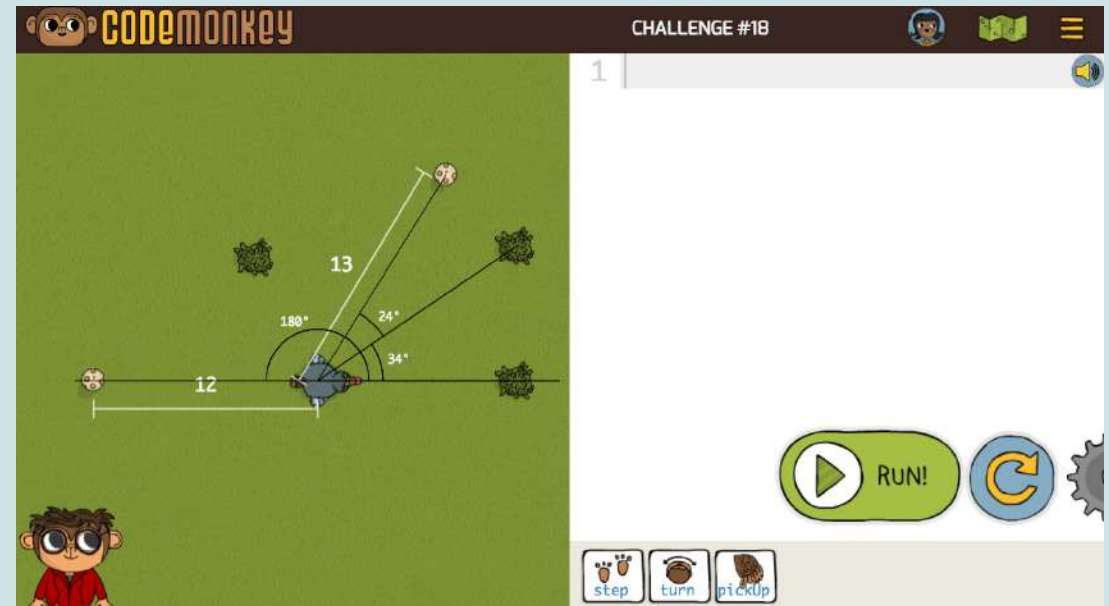 CODEMONKEY
CHALLENGE #18
1
13
180°
24°
34°
12
RUN!
step
turn
pickUp